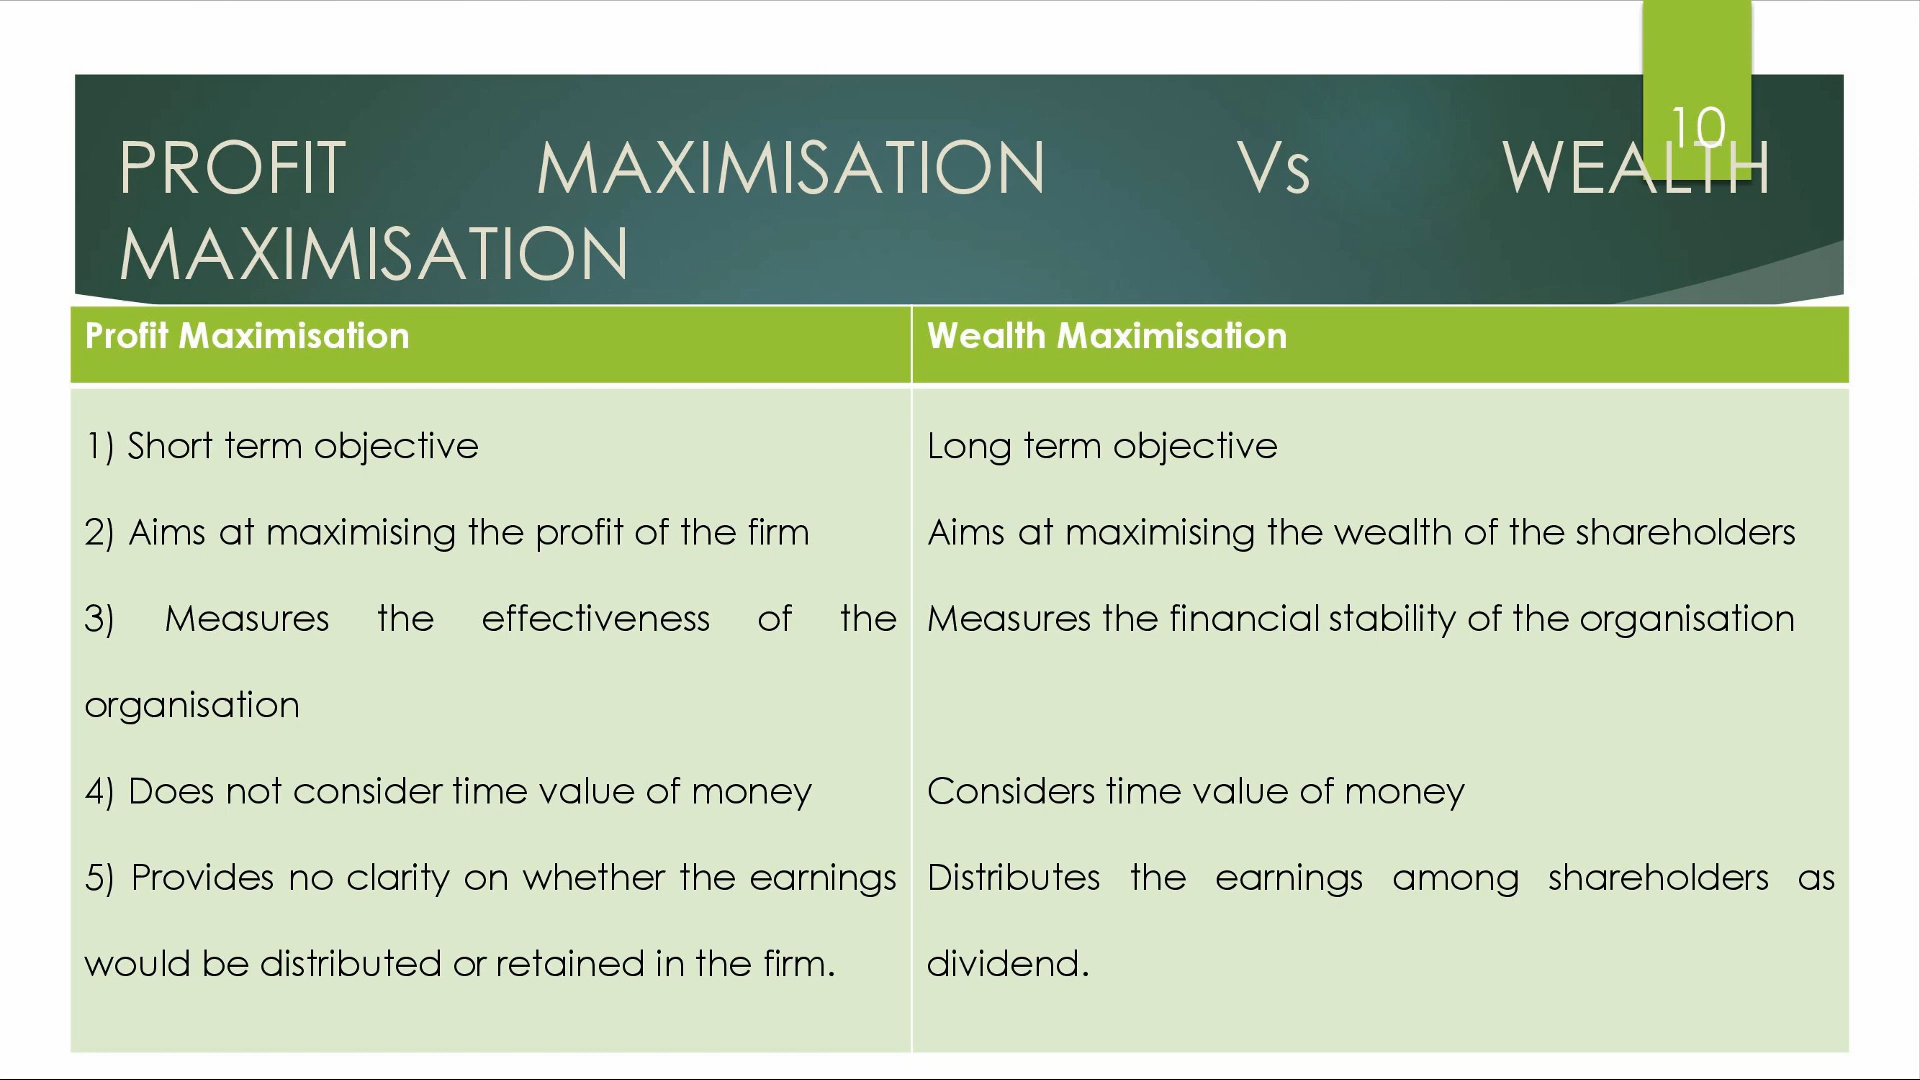 10
PROFIT MAXIMISATION Vs WEALTH
MAXIMISATION
Profit Maximisation
Wealth Maximisation
1) Short term objective
Long term objective
2) Aims at maximising the profit of the firm
Aims at maximising the wealth of the shareholders
3) Measures the effectiveness of the
organisation
Measures the financial stability of the organisation
4) Does not consider time value of money
Considers time value of money
5) Provides no clarity on whether the earnings
would be distributed or retained in the firm.
Distributes the earnings among shareholders as
dividend.